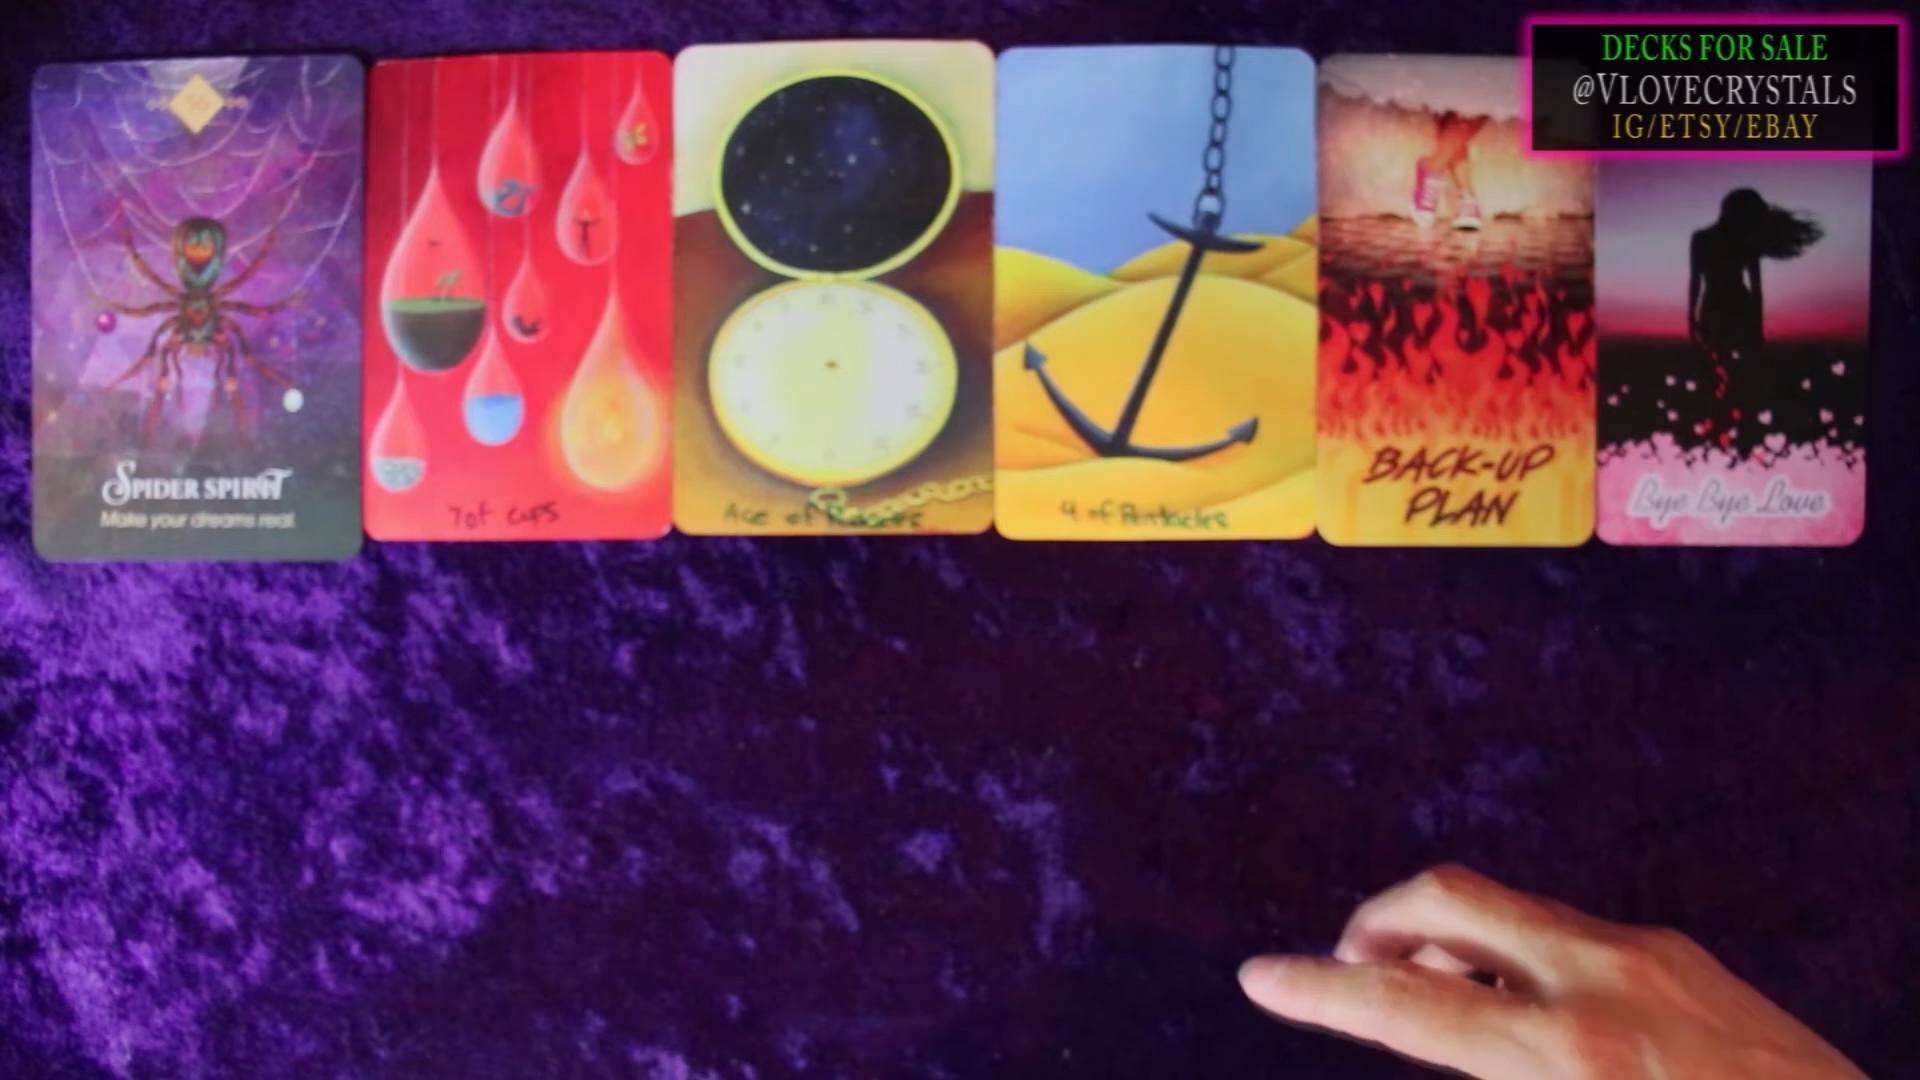 DECKS FOR SALE
@VLOVECRYSTALS
IG/ETSY/EBAY
SPIDER SPIRIT
Make your dreams real.
7 of cups
Ace of
4 of Pentacles
BACK-UP
PLAN
Bye Bye Love